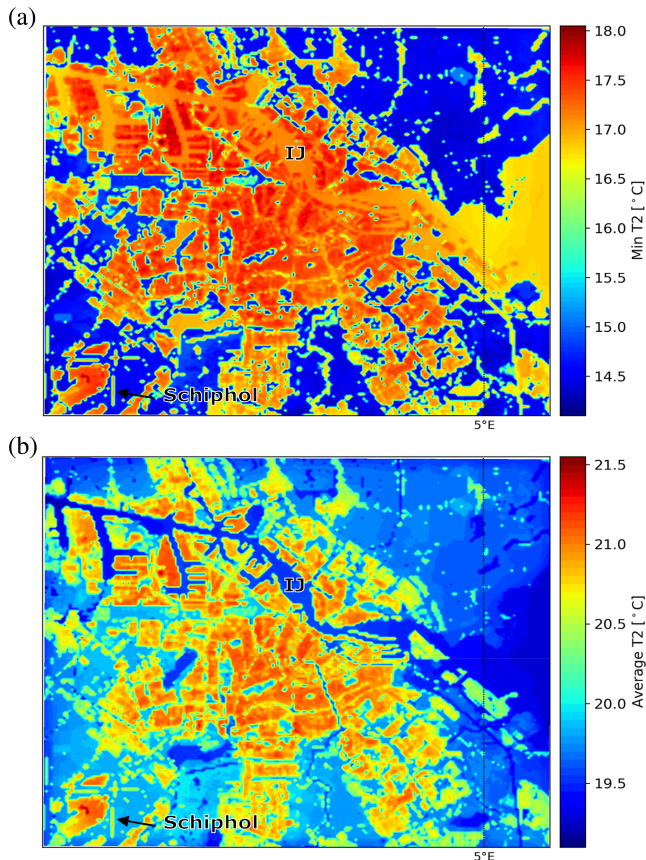 (a)
IJ
Schiphol
5°E
18.0
17.5
17.0
16.5
16.0
15.5
15.0
14.5
Min T2 [°C]
(b)
IJ
Schiphol
5°E
21.5
21.0
20.5
20.0
19.5
Average T2 [°C]